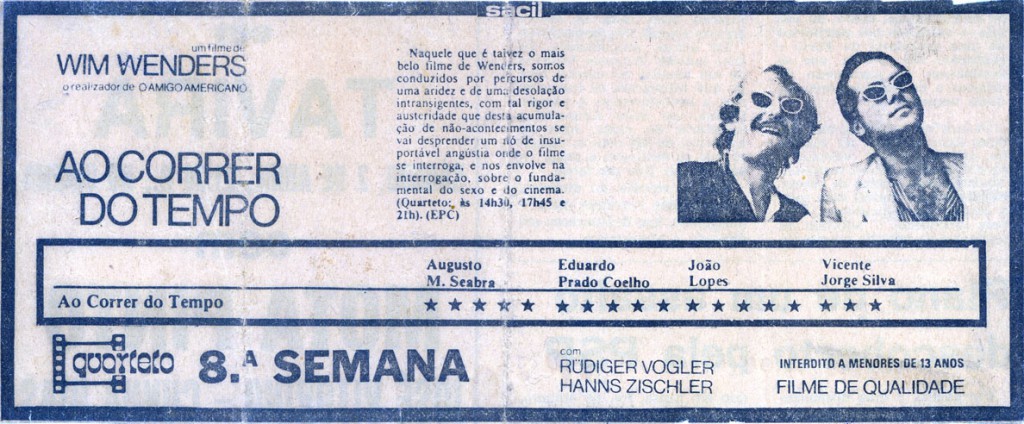 sacil
um filme de
WIM WENDERS
o realizador de O AMIGO AMERICANO
AO CORRER
DO TEMPO
Naquele que é talvez o mais
belo filme de Wenders, somos
conduzidos por percursos de
uma aridez e de uma desolação
intransigentes, com tal rigor e
austeridade que desta acumula-
ção de não-acontecimentos se
vai desprender um nó de insu-
portável angústia onde o filme
se interroga, e nos envolve na
interrogação, sobre o funda-
mental do sexo e do cinema.
(Quarteto: às 14h30, 17h45 e
21h). (EPC)
Augusto Eduardo João Vicente
M. Seabra Prado Coelho Lopes Jorge Silva
Ao Correr do Tempo ★★★★★ ★★★★★ ★★★★★ ★★★
quarteto
8.ª SEMANA
com
RÜDIGER VOGLER
HANNS ZISCHLER
INTERDITO A MENORES DE 13 ANOS
FILME DE QUALIDADE